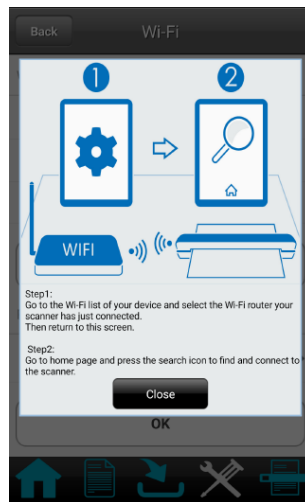 Back
Wi-Fi
1
2
WIFI
Step1:
Go to the Wi-Fi list of your device and select the Wi-Fi router your
scanner has just connected.
Then return to this screen.
Step2:
Go to home page and press the search icon to find and connect to
the scanner.
Close
OK